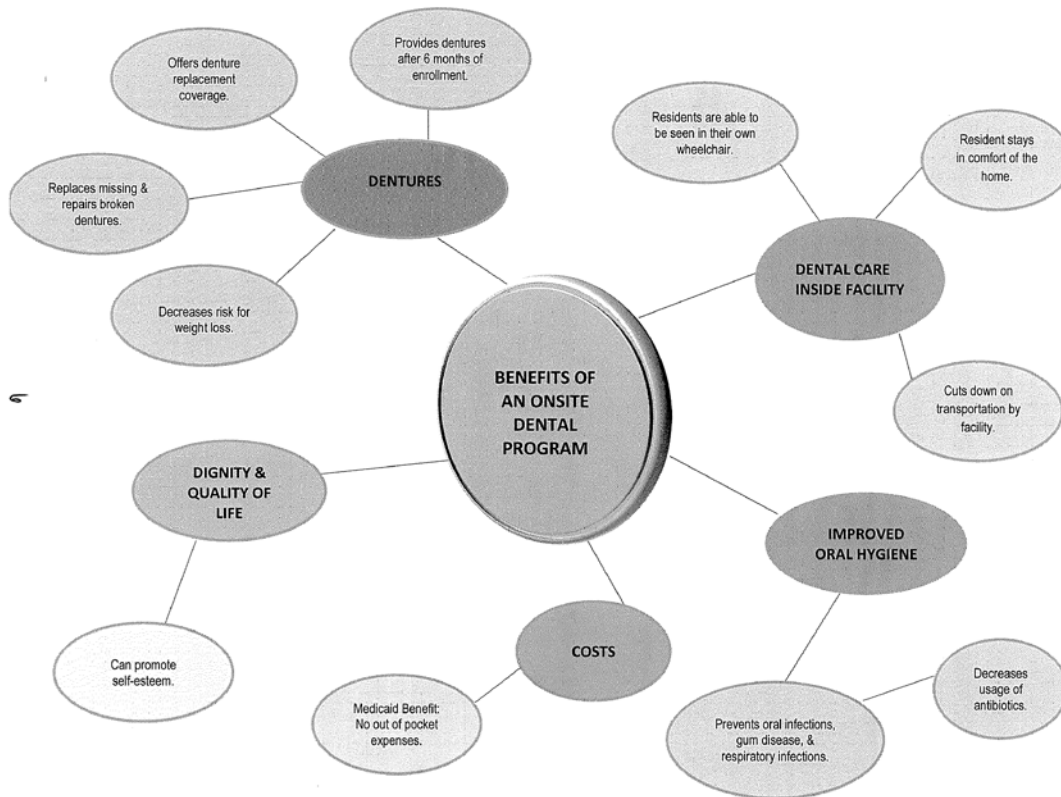 Offers denture
replacement
coverage.
Provides dentures
after 6 months of
enrollment.
Replaces missing &
repairs broken
dentures.
DENTURES
Decreases risk for
weight loss.
Residents are able to
be seen in their own
wheelchair.
Resident stays
in comfort of the
home.
DENTAL CARE
INSIDE FACILITY
Cuts down on
transportation by
facility.
BENEFITS OF
AN ONSITE
DENTAL
PROGRAM
DIGNITY &
QUALITY OF
LIFE
Can promote
self-esteem.
COSTS
Medicaid Benefit:
No out of pocket
expenses.
IMPROVED
ORAL HYGIENE
Prevents oral infections,
gum disease, &
respiratory infections.
Decreases
usage of
antibiotics.